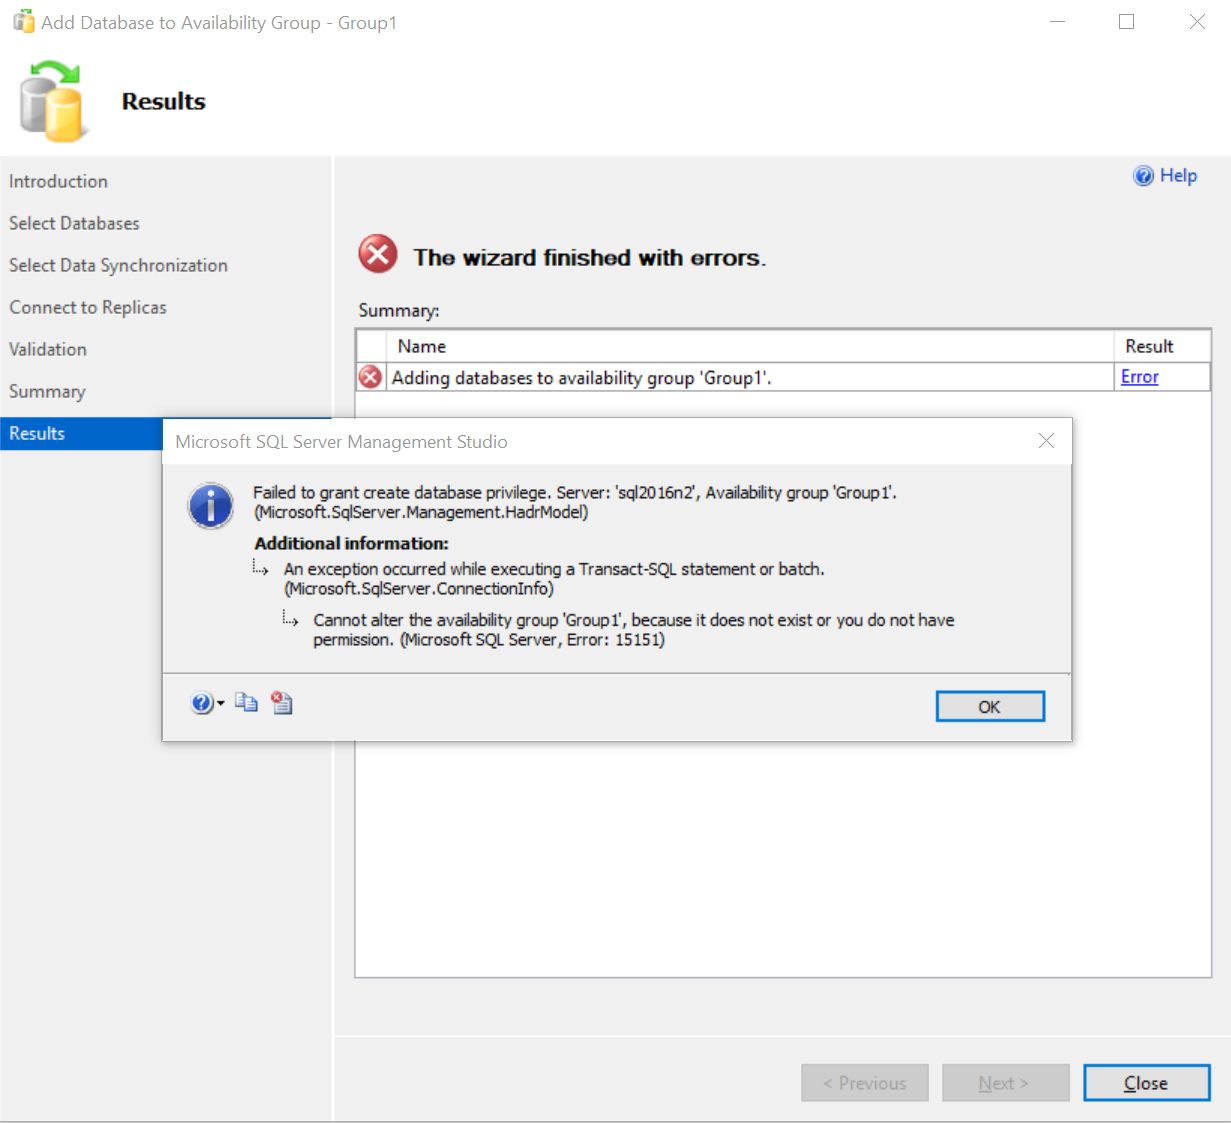 Add Database to Availability Group - Group1
Results
Introduction
Select Databases
Select Data Synchronization
Connect to Replicas
Validation
Summary
Results
Help
The wizard finished with errors.
Summary:
Name Result
Adding databases to availability group 'Group1'. Error
Microsoft SQL Server Management Studio
Failed to grant create database privilege. Server: 'sql2016n2', Availability group 'Group1'.
(Microsoft.SqlServer.Management.HadrModel)
Additional information:
An exception occurred while executing a Transact-SQL statement or batch.
(Microsoft.SqlServer.ConnectionInfo)
Cannot alter the availability group 'Group1', because it does not exist or you do not have
permission. (Microsoft SQL Server, Error: 15151)
OK
< Previous
Next >
Close